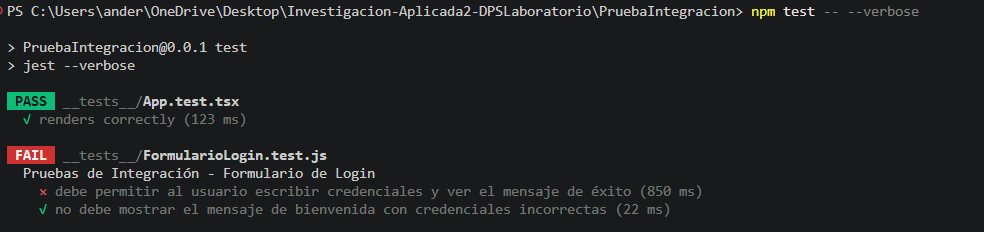 PS C:\Users\ander\OneDrive\Desktop\Investigacion-Aplicada2-DPSLaboratorio\PruebaIntegracion> npm test -- --verbose
> PruebaIntegracion@0.0.1 test
> jest --verbose
PASS __tests__/App.test.tsx
√ renders correctly (123 ms)
FAIL __tests__/FormularioLogin.test.js
Pruebas de Integración - Formulario de Login
× debe permitir al usuario escribir credenciales y ver el mensaje de éxito (850 ms)
√ no debe mostrar el mensaje de bienvenida con credenciales incorrectas (22 ms)